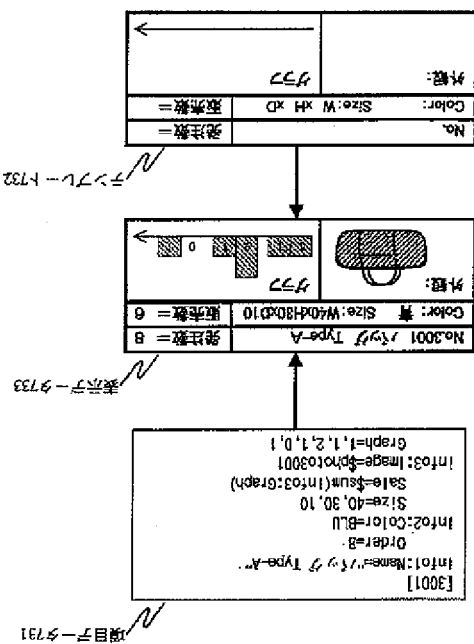 項目データ731
[3001]
Info1:Name="バッグ Type-A"
Order=8
Info2:Color=BLU
Size=40,30,10
Sale=$sum(Info3:Graph)
Info3:Image=$photo3001
Graph=1,1,1,2,1,0,1
表示データ733
No.3001 バッグ Type-A 発注数= 8
Color: 青 Size:W40xH30xD10 販売数= 6
外観: グラフ
0
テンプレート732
No. 発注数=
Color: Size:W xH xD 販売数=
外観: グラフ